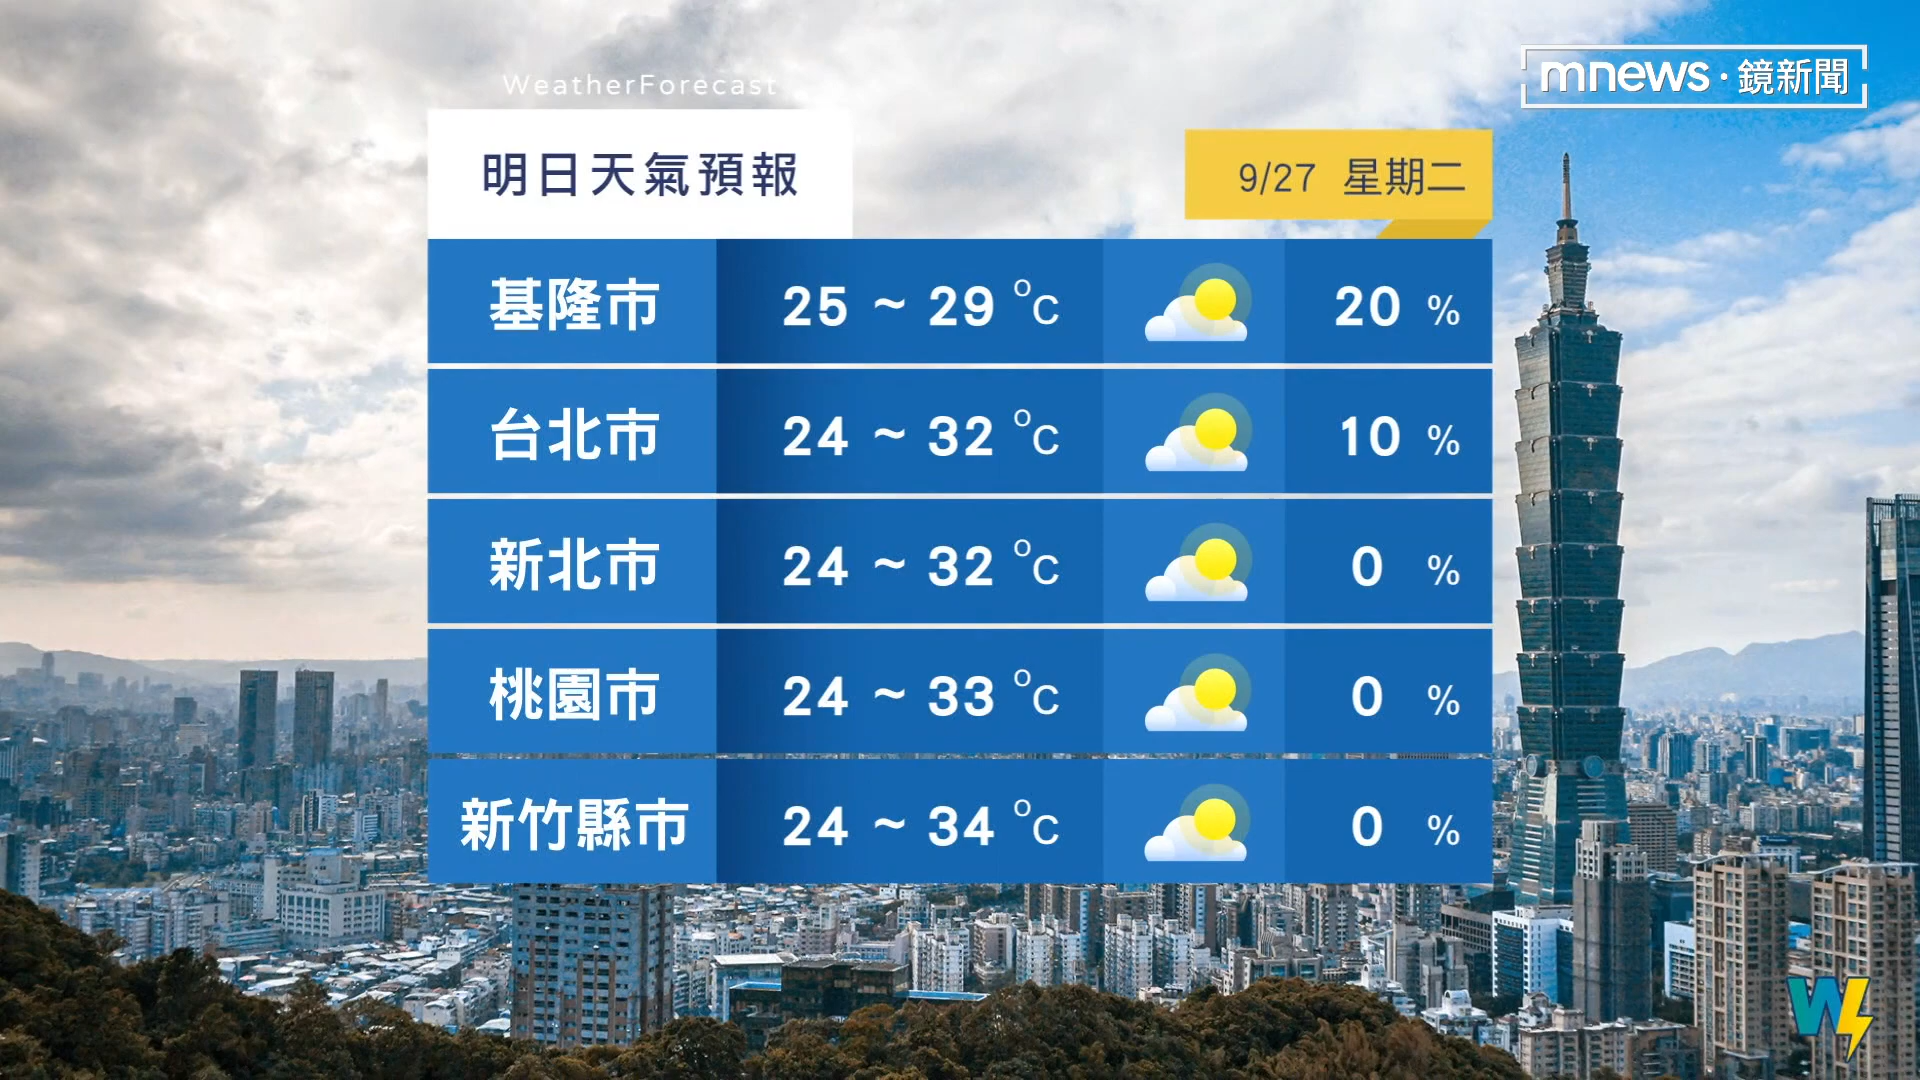 mnews·鏡新聞
WeatherForecast
明日天氣預報
9/27 星期二
基隆市 25 ~ 29 °C 20 %
台北市 24 ~ 32 °C 10 %
新北市 24 ~ 32 °C 0 %
桃園市 24 ~ 33 °C 0 %
新竹縣市 24 ~ 34 °C 0 %
W